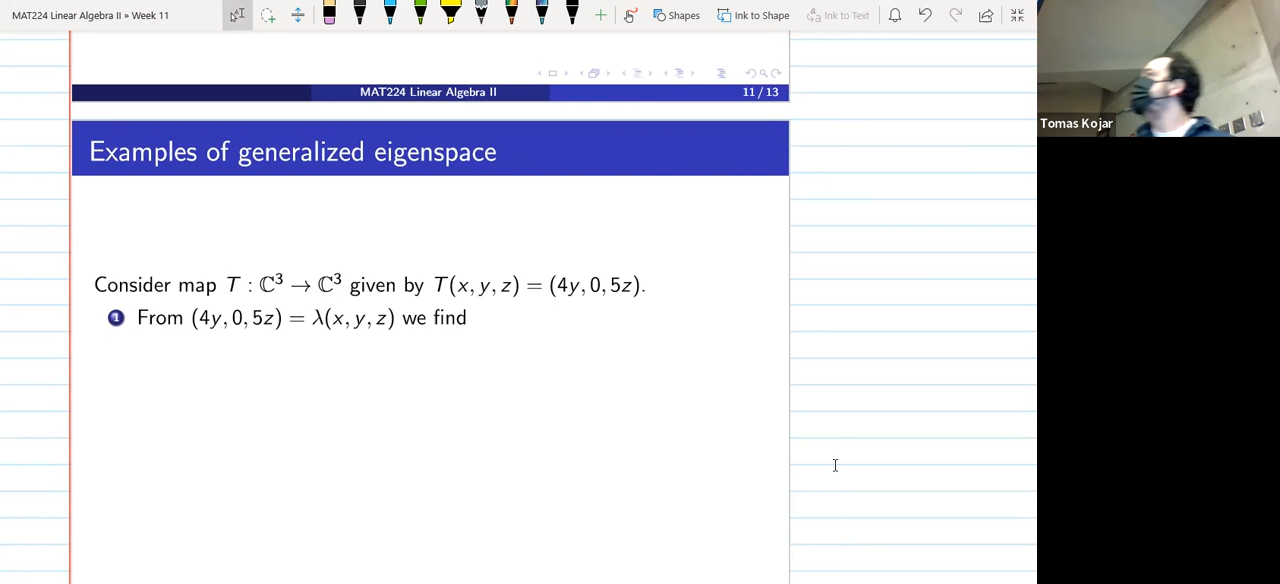 MAT224 Linear Algebra II » Week 11
Shapes
Ink to Shape
Ink to Text
MAT224 Linear Algebra II
11 / 13
Examples of generalized eigenspace
Consider map T : ℂ³ → ℂ³ given by T(x, y, z) = (4y, 0, 5z).
1 From (4y, 0, 5z) = λ(x, y, z) we find
Tomas Kojar